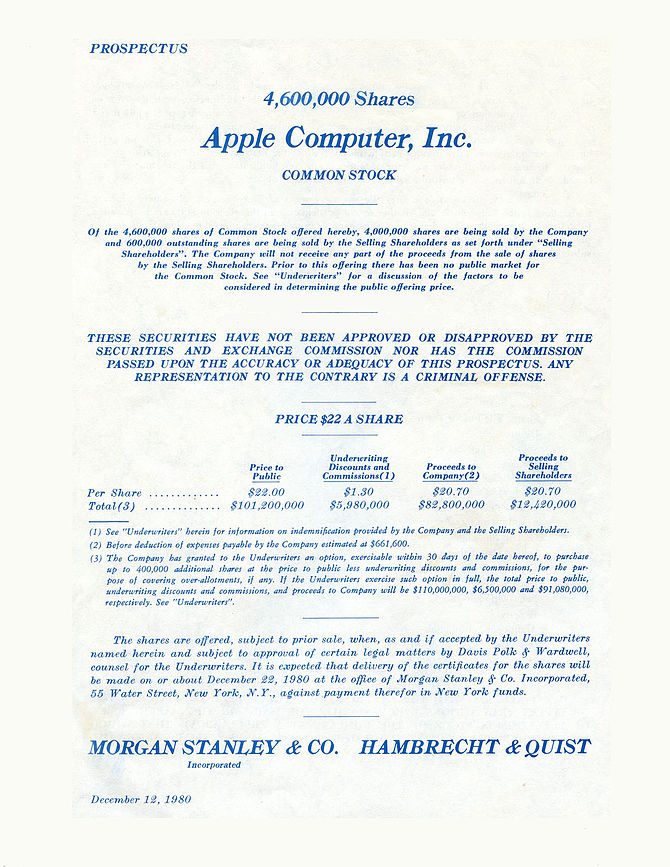 PROSPECTUS
4,600,000 Shares
Apple Computer, Inc.
COMMON STOCK
Of the 4,600,000 shares of Common Stock offered hereby, 4,000,000 shares are being sold by the Company
and 600,000 outstanding shares are being sold by the Selling Shareholders as set forth under "Selling
Shareholders". The Company will not receive any part of the proceeds from the sale of shares
by the Selling Shareholders. Prior to this offering there has been no public market for
the Common Stock. See "Underwriters" for a discussion of the factors to be
considered in determining the public offering price.
THESE SECURITIES HAVE NOT BEEN APPROVED OR DISAPPROVED BY THE
SECURITIES AND EXCHANGE COMMISSION NOR HAS THE COMMISSION
PASSED UPON THE ACCURACY OR ADEQUACY OF THIS PROSPECTUS. ANY
REPRESENTATION TO THE CONTRARY IS A CRIMINAL OFFENSE.
PRICE $22 A SHARE
Price to
Public
Underwriting
Discounts and
Commissions(1)
Proceeds to
Company(2)
Proceeds to
Selling
Shareholders
Per Share ............. $22.00 $1.30 $20.70 $20.70
Total(3) .............. $101,200,000 $5,980,000 $82,800,000 $12,420,000
(1) See "Underwriters" herein for information on indemnification provided by the Company and the Selling Shareholders.
(2) Before deduction of expenses payable by the Company estimated at $661,600.
(3) The Company has granted to the Underwriters an option, exercisable within 30 days of the date hereof, to purchase
up to 400,000 additional shares at the price to public less underwriting discounts and commissions, for the pur-
pose of covering over-allotments, if any. If the Underwriters exercise such option in full, the total price to public,
underwriting discounts and commissions, and proceeds to Company will be $110,000,000, $6,500,000 and $91,080,000,
respectively. See "Underwriters".
The shares are offered, subject to prior sale, when, as and if accepted by the Underwriters
named herein and subject to approval of certain legal matters by Davis Polk & Wardwell,
counsel for the Underwriters. It is expected that delivery of the certificates for the shares will
be made on or about December 22, 1980 at the office of Morgan Stanley & Co. Incorporated,
55 Water Street, New York, N.Y., against payment therefor in New York funds.
MORGAN STANLEY & CO. HAMBRECHT & QUIST
Incorporated
December 12, 1980